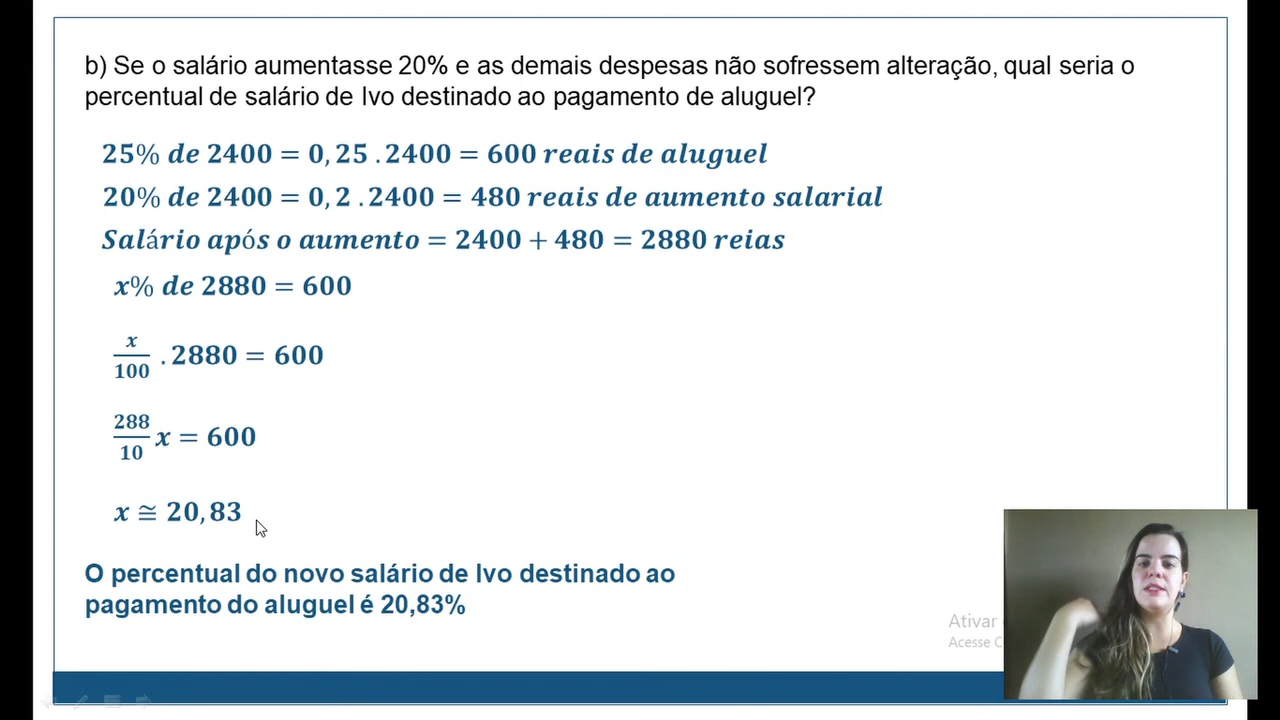 b) Se o salário aumentasse 20% e as demais despesas não sofressem alteração, qual seria o
percentual de salário de Ivo destinado ao pagamento de aluguel?
25% de 2400 = 0, 25 . 2400 = 600 reais de aluguel
20% de 2400 = 0, 2 . 2400 = 480 reais de aumento salarial
Salário após o aumento = 2400 + 480 = 2880 reias
x% de 2880 = 600
x/100 . 2880 = 600
288/10 x = 600
x ≅ 20, 83
O percentual do novo salário de Ivo destinado ao
pagamento do aluguel é 20,83%
Ativar
Acesse